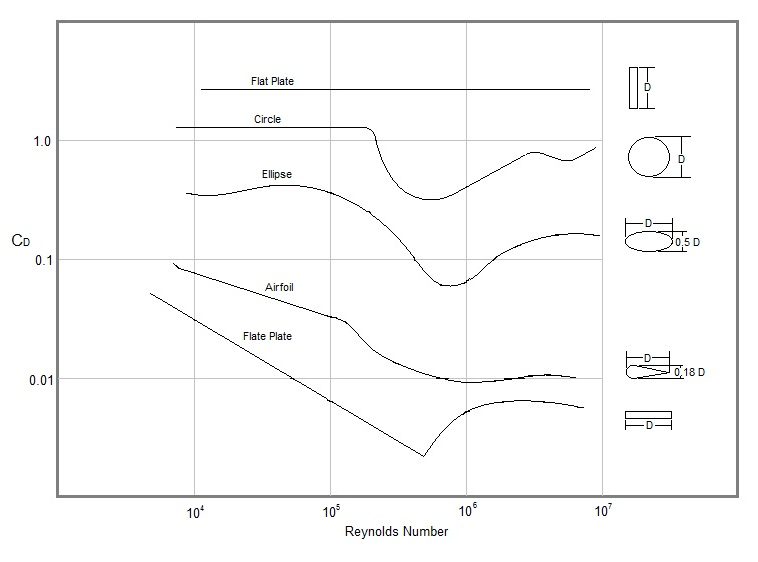 Flat Plate
D
Circle
1.0
D
Ellipse
D
CD
0.5 D
0.1
Airfoil
Flate Plate
D
0.18 D
0.01
D
10⁴
10⁵
10⁶
10⁷
Reynolds Number